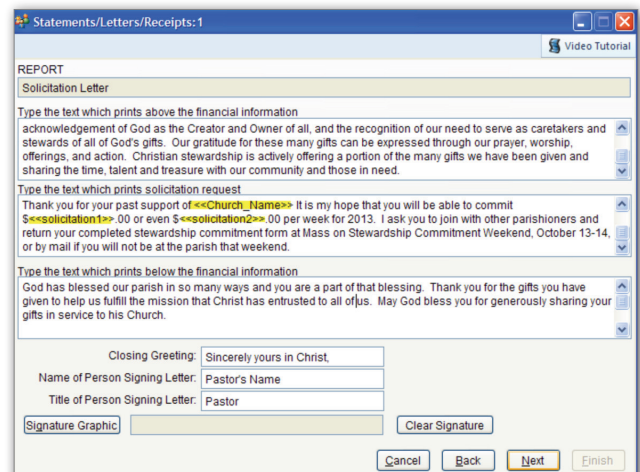 Statements/Letters/Receipts:1
Video Tutorial
REPORT
Solicitation Letter
Type the text which prints above the financial information
acknowledgement of God as the Creator and Owner of all, and the recognition of our need to serve as caretakers and
stewards of all of God's gifts. Our gratitude for these many gifts can be expressed through our prayer, worship,
offerings, and action. Christian stewardship is actively offering a portion of the many gifts we have been given and
sharing the time, talent and treasure with our community and those in need.
Type the text which prints solicitation request
Thank you for your past support of <<Church_Name>> It is my hope that you will be able to commit
$<<solicitation1>>.00 or even $<<solicitation2>>.00 per week for 2013. I ask you to join with other parishioners and
return your completed stewardship commitment form at Mass on Stewardship Commitment Weekend, October 13-14,
or by mail if you will not be at the parish that weekend.
Type the text which prints below the financial information
God has blessed our parish in so many ways and you are a part of that blessing. Thank you for the gifts you have
given to help us fulfill the mission that Christ has entrusted to all of us. May God bless you for generously sharing your
gifts in service to his Church.
Closing Greeting: Sincerely yours in Christ,
Name of Person Signing Letter: Pastor's Name
Title of Person Signing Letter: Pastor
Signature Graphic Clear Signature
Cancel Back Next Finish